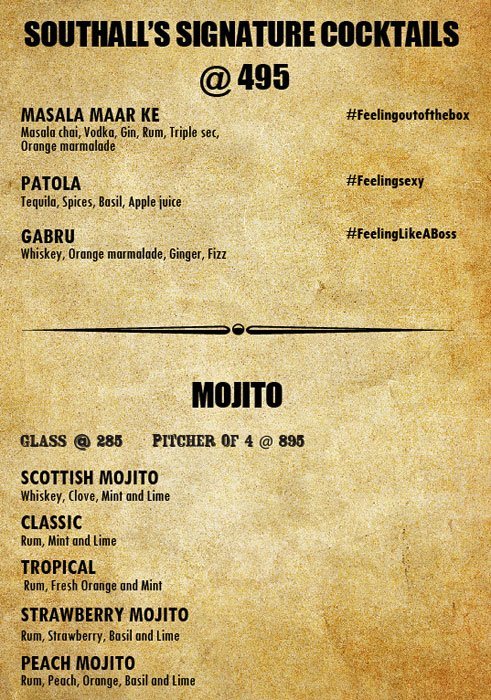 SOUTHALL'S SIGNATURE COCKTAILS
@ 495
MASALA MAAR KE #Feelingoutofthebox
Masala chai, Vodka, Gin, Rum, Triple sec,
Orange marmalade
PATOLA #Feelingsexy
Tequila, Spices, Basil, Apple juice
GABRU #FeelingLikeABoss
Whiskey, Orange marmalade, Ginger, Fizz
MOJITO
GLASS @ 285 PITCHER OF 4 @ 895
SCOTTISH MOJITO
Whiskey, Clove, Mint and Lime
CLASSIC
Rum, Mint and Lime
TROPICAL
Rum, Fresh Orange and Mint
STRAWBERRY MOJITO
Rum, Strawberry, Basil and Lime
PEACH MOJITO
Rum, Peach, Orange, Basil and Lime